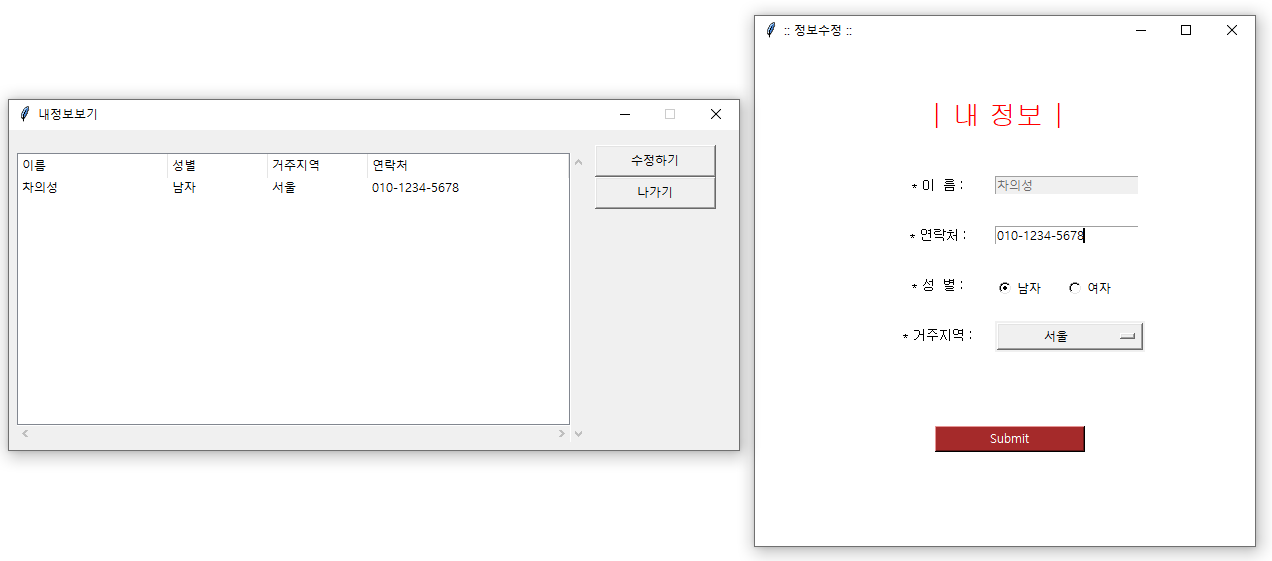 내정보보기
이름 성별 거주지역 연락처
차의성 남자 서울 010-1234-5678
수정하기
나가기
:: 정보수정 ::
| 내 정보 |
* 이 름 : 차의성
* 연락처 : 010-1234-5678
* 성 별 : 남자 여자
* 거주지역 : 서울
Submit